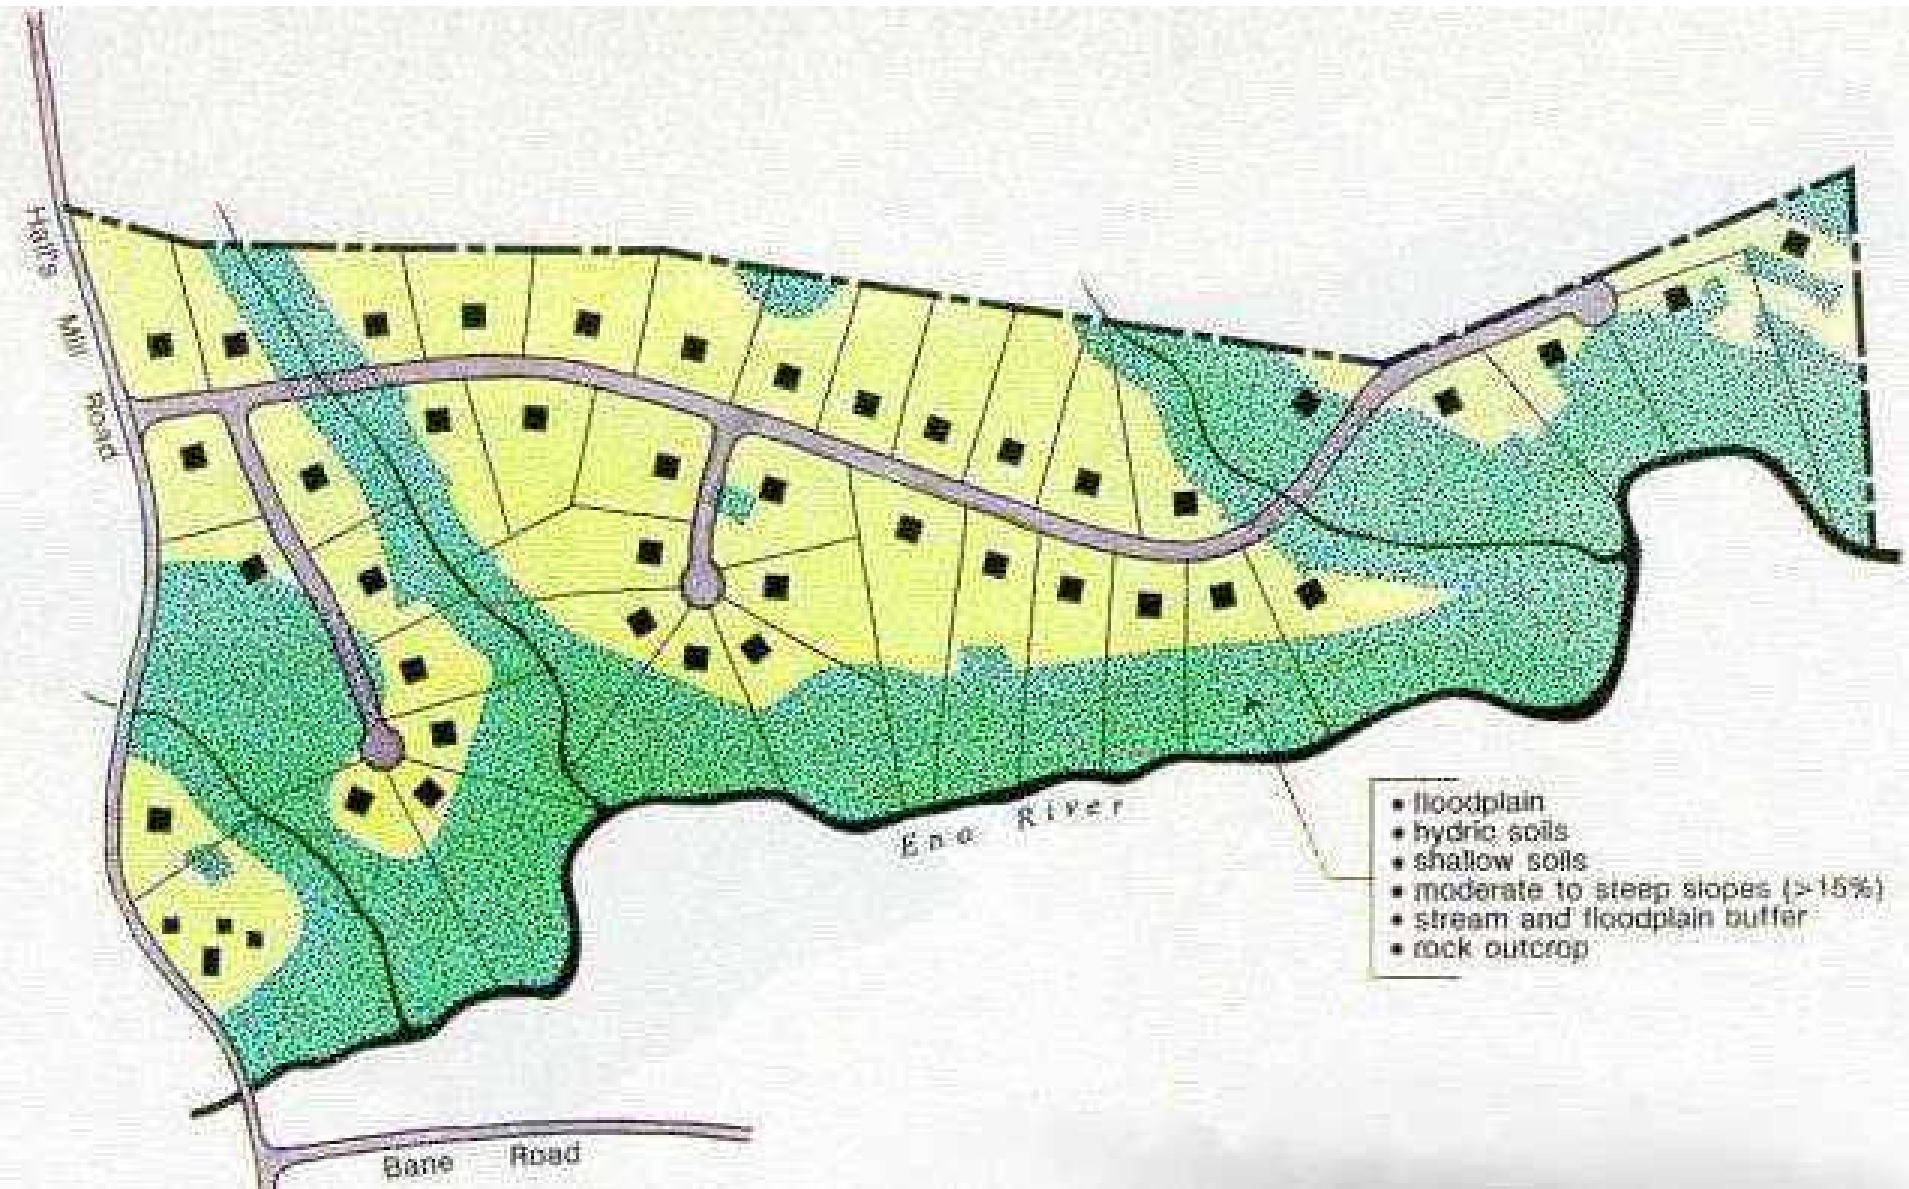 Hall's Mill Road
Eno River
• floodplain
• hydric soils
• shallow soils
• moderate to steep slopes (>15%)
• stream and floodplain buffer
• rock outcrop
Bane Road